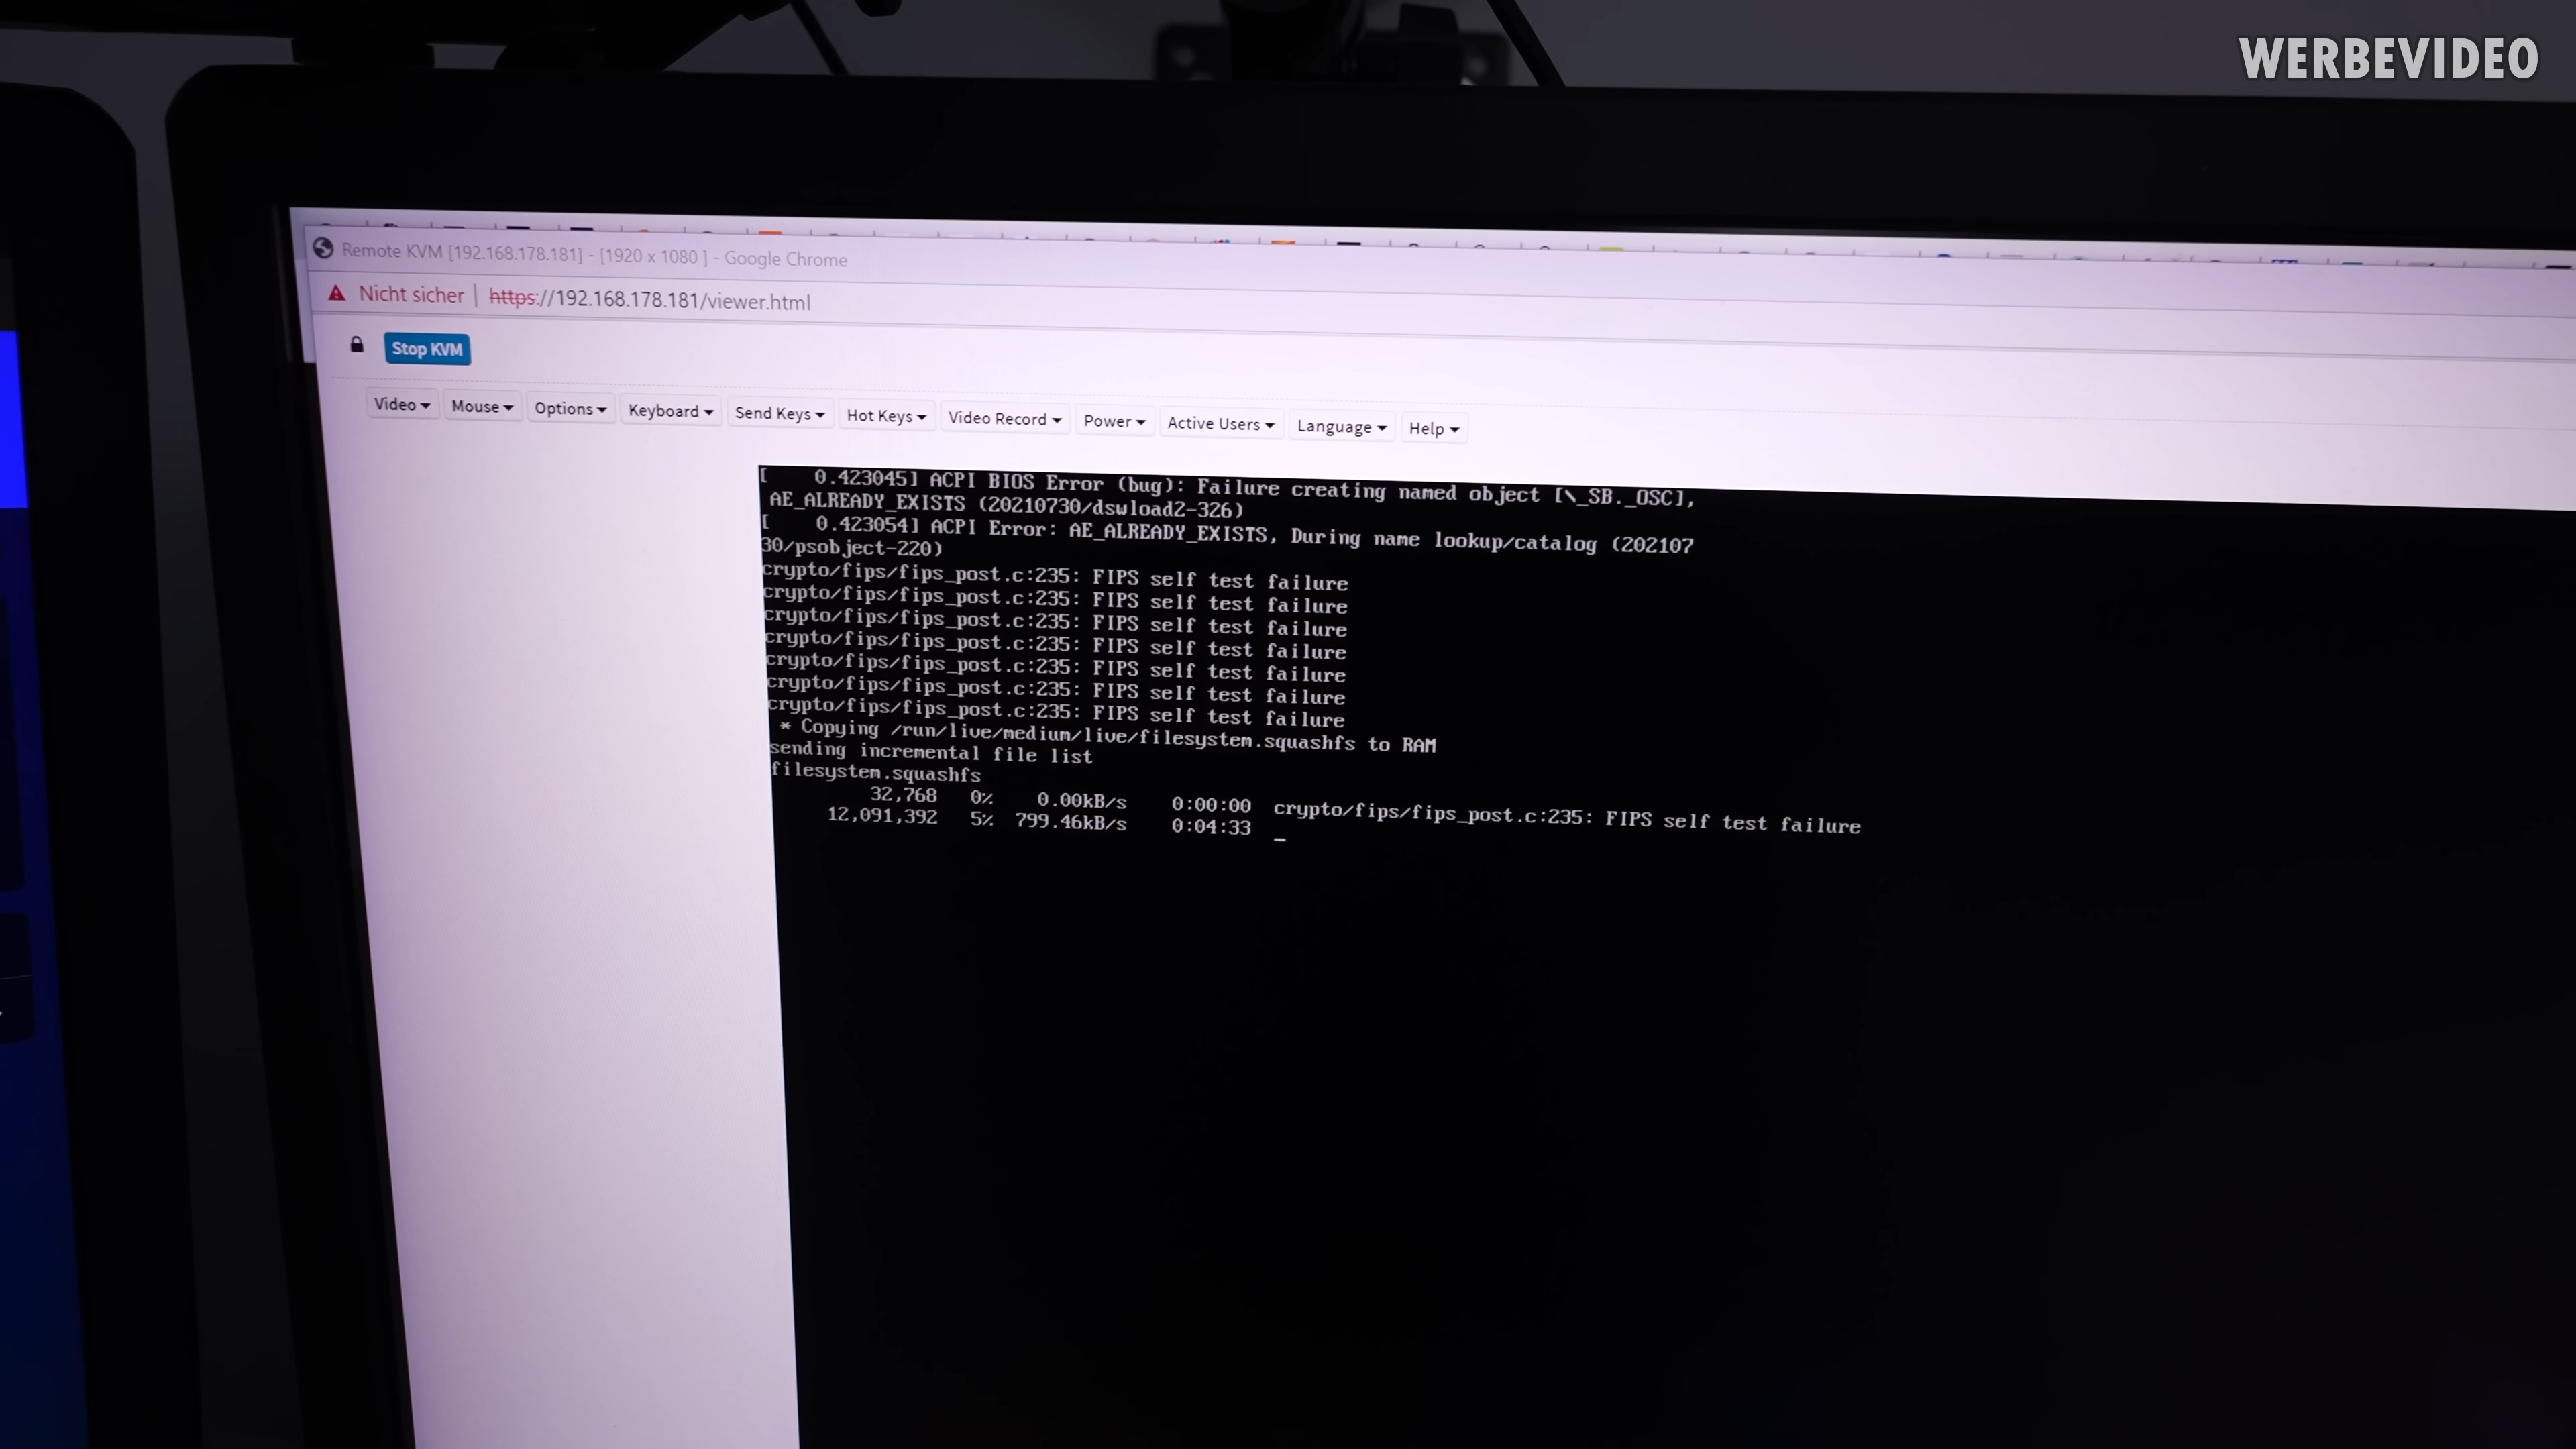 WERBEVIDEO
Remote KVM [192.168.178.181] - [1920 x 1080 ] - Google Chrome
Nicht sicher | https://192.168.178.181/viewer.html
Stop KVM
Video Mouse Options Keyboard Send Keys Hot Keys Video Record Power Active Users Language Help
[    0.423045] ACPI BIOS Error (bug): Failure creating named object [\_SB._OSC],
AE_ALREADY_EXISTS (20210730/dswload2-326)
[    0.423054] ACPI Error: AE_ALREADY_EXISTS, During name lookup/catalog (202107
30/psobject-220)
crypto/fips/fips_post.c:235: FIPS self test failure
crypto/fips/fips_post.c:235: FIPS self test failure
crypto/fips/fips_post.c:235: FIPS self test failure
crypto/fips/fips_post.c:235: FIPS self test failure
crypto/fips/fips_post.c:235: FIPS self test failure
crypto/fips/fips_post.c:235: FIPS self test failure
crypto/fips/fips_post.c:235: FIPS self test failure
* Copying /run/live/medium/live/filesystem.squashfs to RAM
sending incremental file list
filesystem.squashfs
32,768 0% 0.00kB/s 0:00:00 crypto/fips/fips_post.c:235: FIPS self test failure
12,091,392 5% 799.46kB/s 0:04:33 _